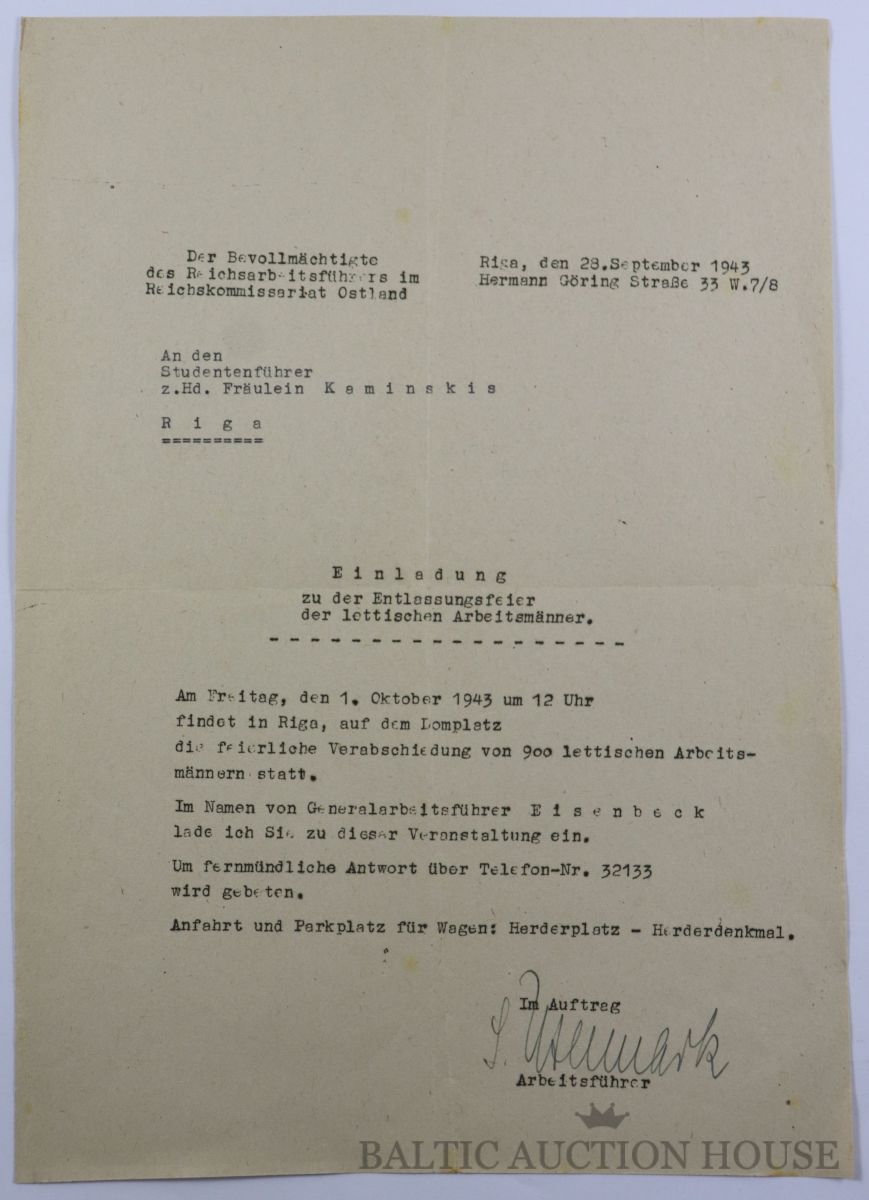 Der Bevollmächtigte
des Reichsarbeitsführers im
Reichskommissariat Ostland
Riga, den 28.September 1943
Hermann Göring Straße 33 W.7/8
An den
Studentenführer
z.Hd. Fräulein K a m i n s k i s
R i g a
==========
E i n l a d u n g
zu der Entlassungsfeier
der lettischen Arbeitsmänner.
- - - - - - - - - - - - - - - - - -
Am Freitag, den 1. Oktober 1943 um 12 Uhr
findet in Riga, auf dem Domplatz
die feierliche Verabschiedung von 900 lettischen Arbeits-
männern statt.
Im Namen von Generalarbeitsführer E i s e n b e c k
lade ich Sie zu dieser Veranstaltung ein.
Um fernmündliche Antwort über Telefon-Nr. 32133
wird gebeten.
Anfahrt und Parkplatz für Wagen: Herderplatz - Herderdenkmal.
Im Auftrag
Arbeitsführer
BALTIC AUCTION HOUSE